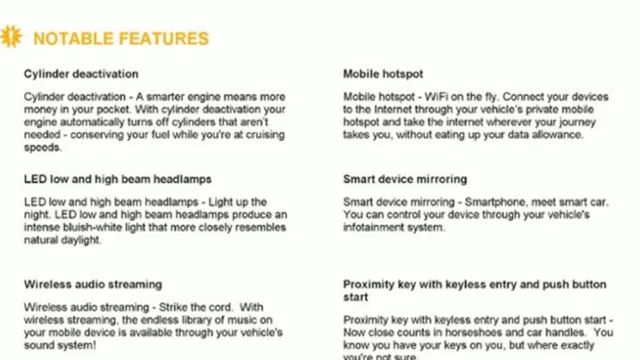 NOTABLE FEATURES
Cylinder deactivation
Cylinder deactivation - A smarter engine means more
money in your pocket. With cylinder deactivation your
engine automatically turns off cylinders that aren't
needed - conserving your fuel while you're at cruising
speeds.
LED low and high beam headlamps
LED low and high beam headlamps - Light up the
night. LED low and high beam headlamps produce an
intense bluish-white light that more closely resembles
natural daylight.
Wireless audio streaming
Wireless audio streaming - Strike the cord. With
wireless streaming, the endless library of music on
your mobile device is available through your vehicle's
sound system!
Mobile hotspot
Mobile hotspot - WiFi on the fly. Connect your devices
to the Internet through your vehicle's private mobile
hotspot and take the internet wherever your journey
takes you, without eating up your data allowance.
Smart device mirroring
Smart device mirroring - Smartphone, meet smart car.
You can control your device through your vehicle's
infotainment system.
Proximity key with keyless entry and push button
start
Proximity key with keyless entry and push button start -
Now close counts in horseshoes and car handles. You
know you have your keys on you, but where exactly
you're not sure.